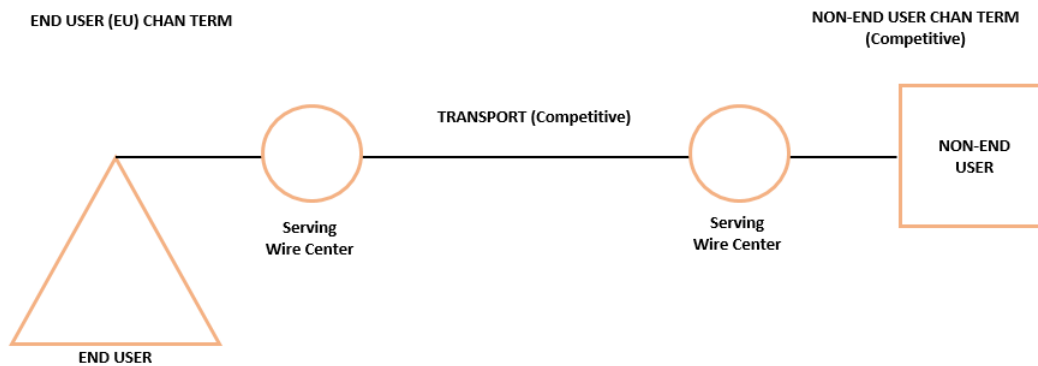 END USER (EU) CHAN TERM
NON-END USER CHAN TERM
(Competitive)
TRANSPORT (Competitive)
NON-END
USER
Serving
Wire Center
Serving
Wire Center
END USER